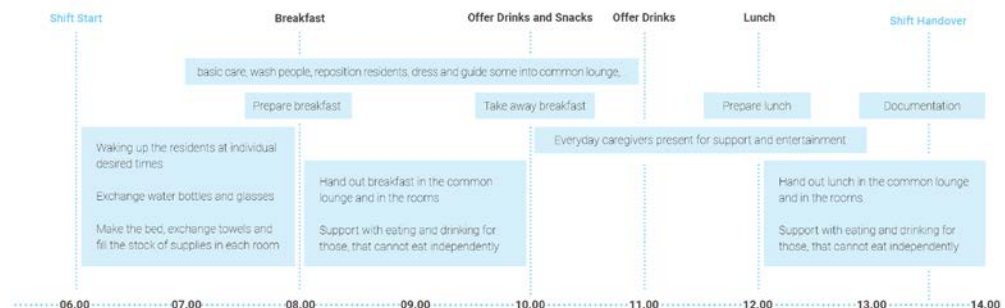 Shift Start
Breakfast
Offer Drinks and Snacks
Offer Drinks
Lunch
Shift Handover
basic care, wash people, reposition residents, dress and guide some into common lounge,...
Prepare breakfast
Take away breakfast
Prepare lunch
Documentation
Everyday caregivers present for support and entertainment
Waking up the residents at individual
desired times
Exchange water bottles and glasses
Make the bed, exchange towels and
fill the stock of supplies in each room
Hand out breakfast in the common
lounge and in the rooms
Support with eating and drinking for
those, that cannot eat independently
Hand out lunch in the common lounge
and in the rooms
Support with eating and drinking for
those, that cannot eat independently
06.00
07.00
08.00
09.00
10.00
11.00
12.00
13.00
14.00